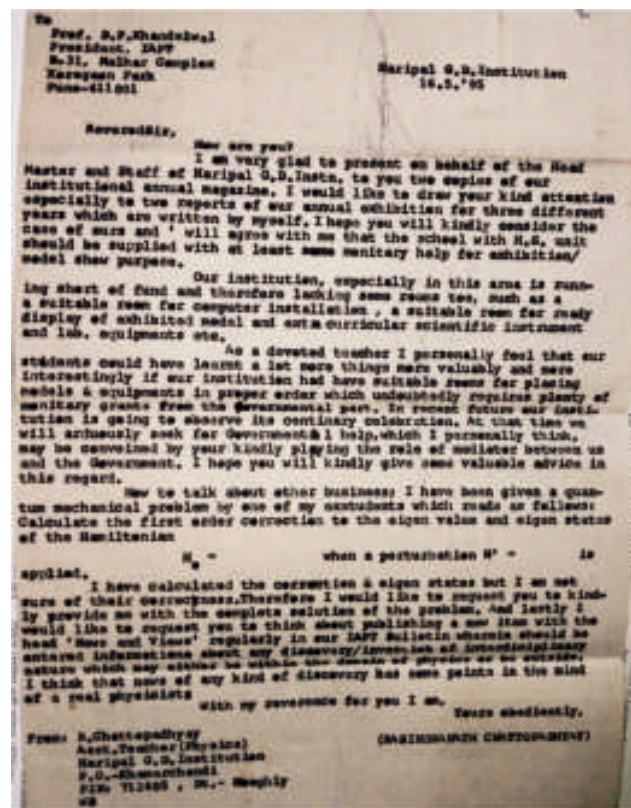 To
Prof. D.P.Khandelwal
President, IAPT
B-31, Malhar Complex
Narayean Park
Pune-411001
Haripal G.D.Institution
16.5.'95
ReveredSir,
How are you?
I am very glad to present on behalf of the Head
Master and Staff of Haripal G.D.Instn. to you two copies of our
institutional annual magazine. I would like to draw your kind attention
especially to two reports of our annual exhibition for three different
years which are written by myself. I hope you will kindly consider the
case of ours and ' will agree with me that the school with H.S. unit
should be supplied with at least some monitary help for exhibition/
model show purpose.
Our institution, especially in this area is runn-
ing short of fund and therefore lacking some rooms too, such as a
a suitable room for computer installation , a suitable room for ready
display of exhibited model and extra curricular scientific instrument
and lab. equipments etc.
As a devoted teacher I personally feel that our
students could have learnt a lot more things more valuably and more
interestingly if our institution had have suitable rooms for placing
models & equipments in proper order which undoubtedly requires plenty of
monitary grants from the Governmental part. In recent future our insti-
tution is going to observe its centinary celebration. At that time we
will arduously seek for Governmental help,which I personally think,
may be convinced by your kindly playing the role of mediator between us
and the Government. I hope you will kindly give some valuable advice in
this regard.
Now to talk about other business; I have been given a quan-
tum mechanical problem by one of my exstudents which reads as follows:
Calculate the first order correction to the eigen value and eigen states
of the Hamiltonian
H₀ = when a perturbation H' = is
applied.
I have calculated the correction & eigen states but I am not
sure of their correctness.Therefore I would like to request you to kind-
ly provide me with the complete solution of the problem. And lastly I
would like to request you to think about publishing a new item with the
head 'News and Views' regularly in our IAPT Bulletin wherein should be
entered informations about any discovery/invention of interdisciplinary
nature which may either be within the domain of physics or be outside.
I think that news of any kind of discovery has some points in the mind
of a real physicists
with my reverence for you I am,
Yours obediently,
From: R.Chattopadhyay
Asst.Teacher(Physics)
Haripal G.D.Institution
P.O.-Khamarchandi
PIN: 712405 , Dt.- Hooghly
WB
(RABINDRANATH CHATTOPADHYAY)